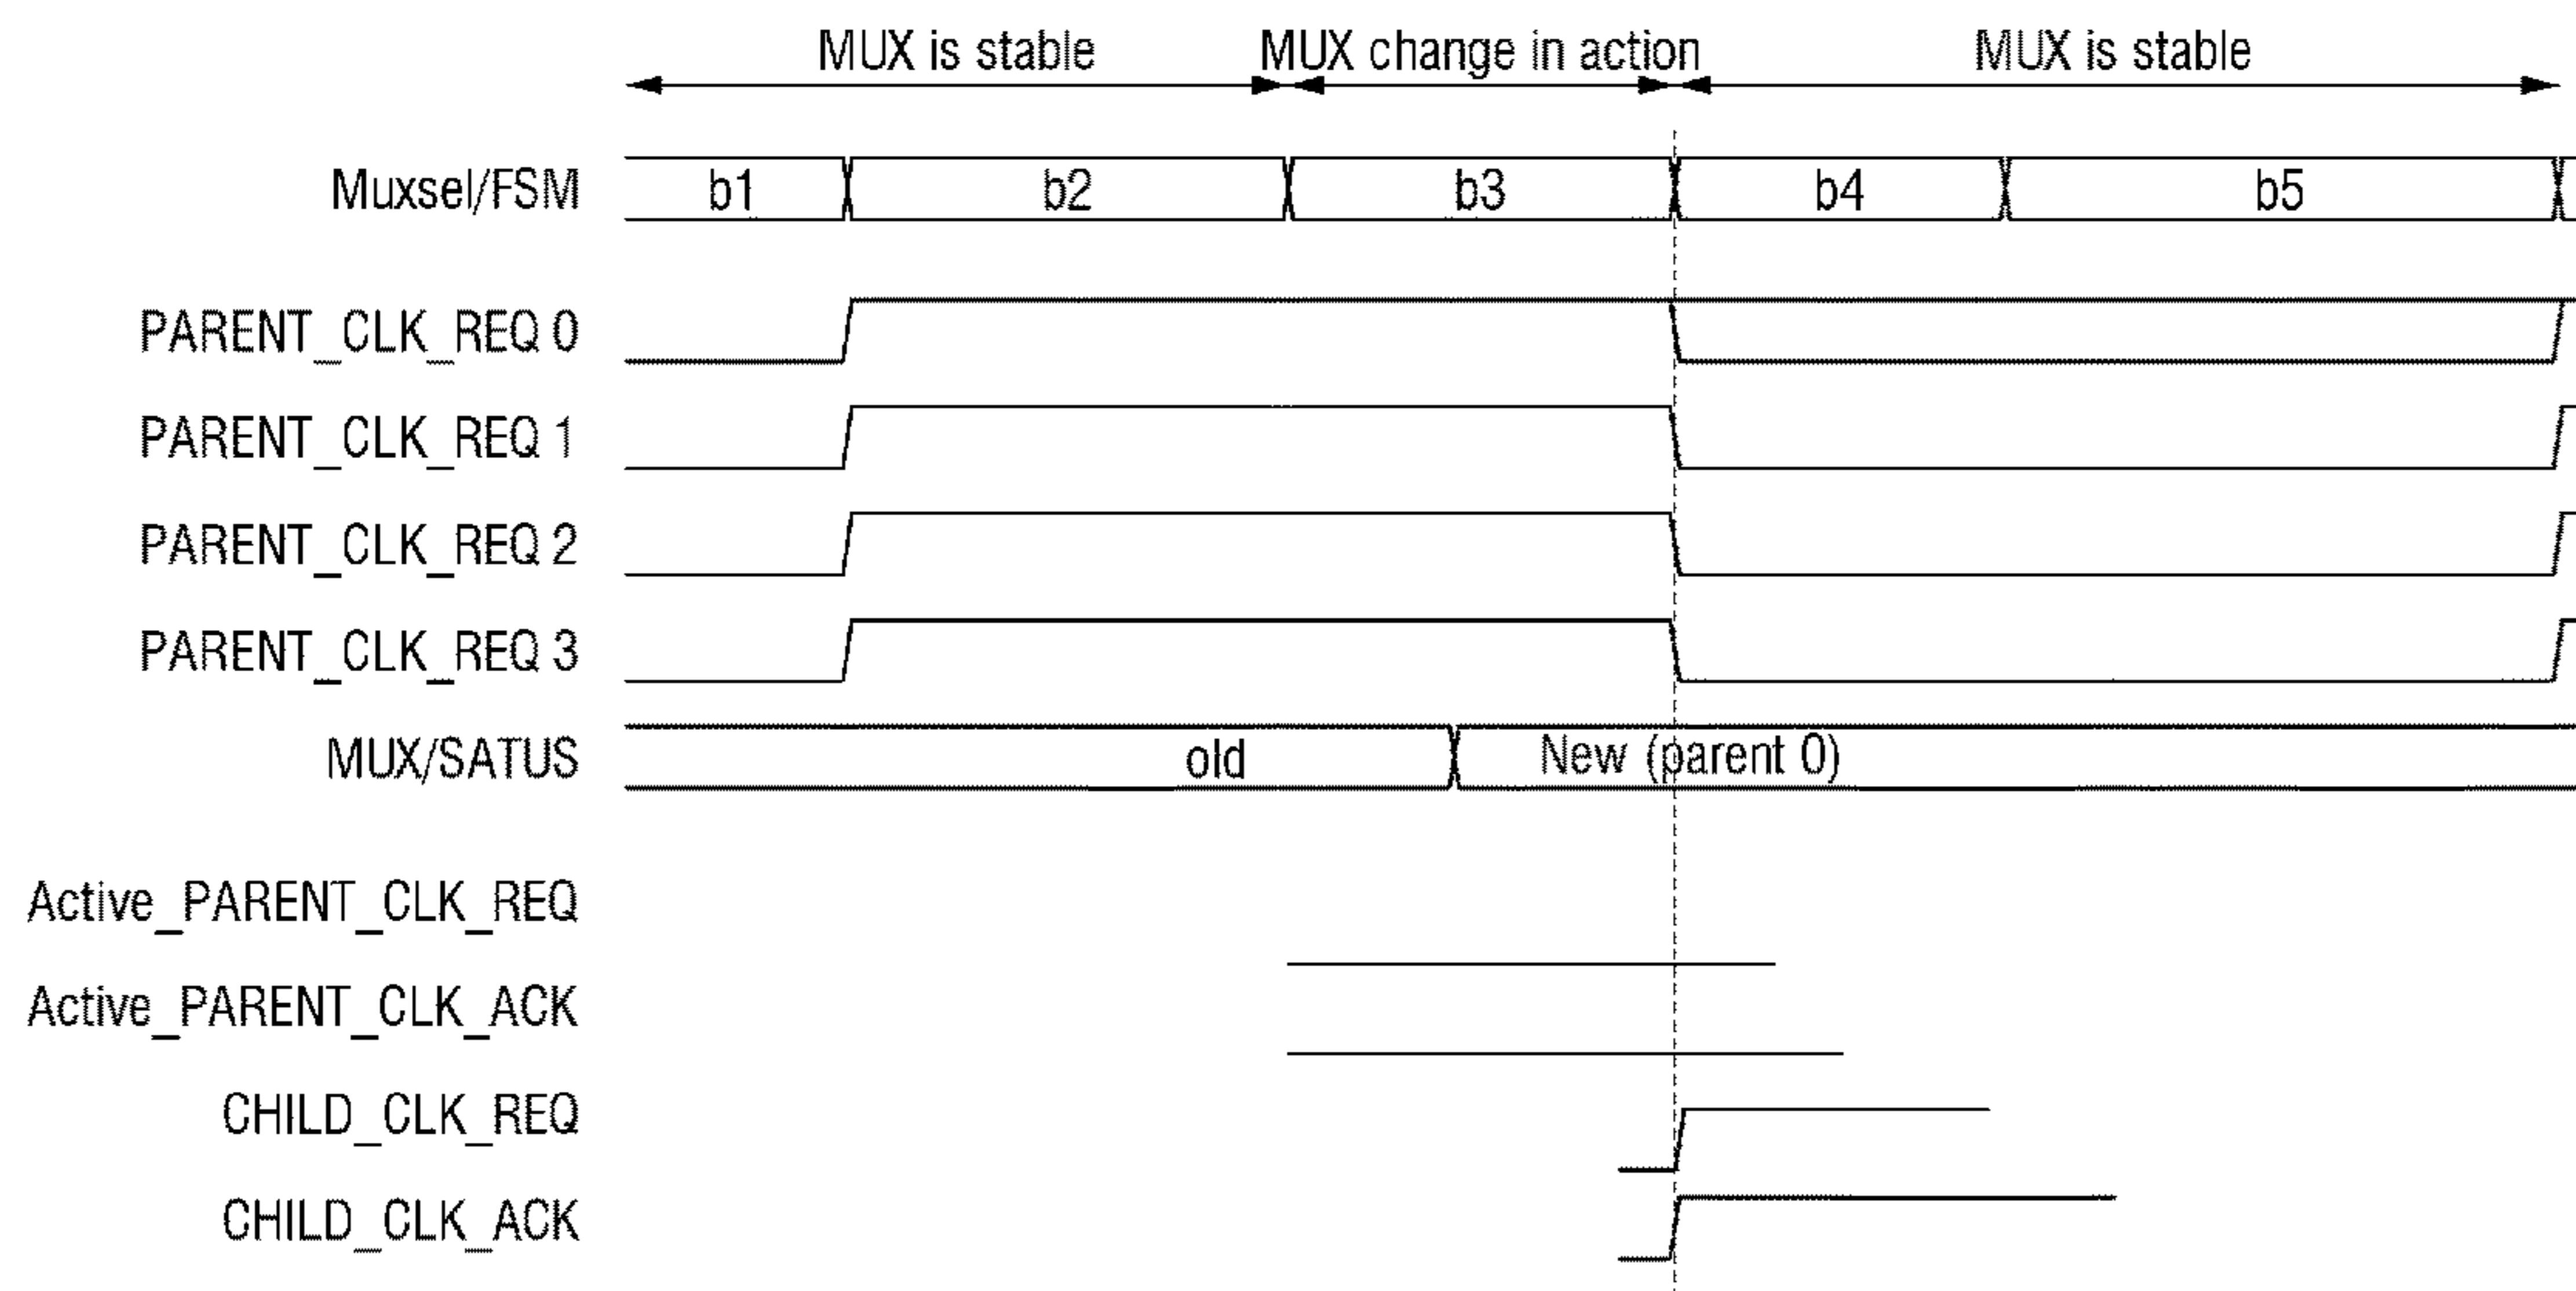 MUX is stable MUX change in action MUX is stable
Muxsel/FSM b1 b2 b3 b4 b5
PARENT_CLK_REQ 0
PARENT_CLK_REQ 1
PARENT_CLK_REQ 2
PARENT_CLK_REQ 3
MUX/SATUS old New (parent 0)
Active_PARENT_CLK_REQ
Active_PARENT_CLK_ACK
CHILD_CLK_REQ
CHILD_CLK_ACK